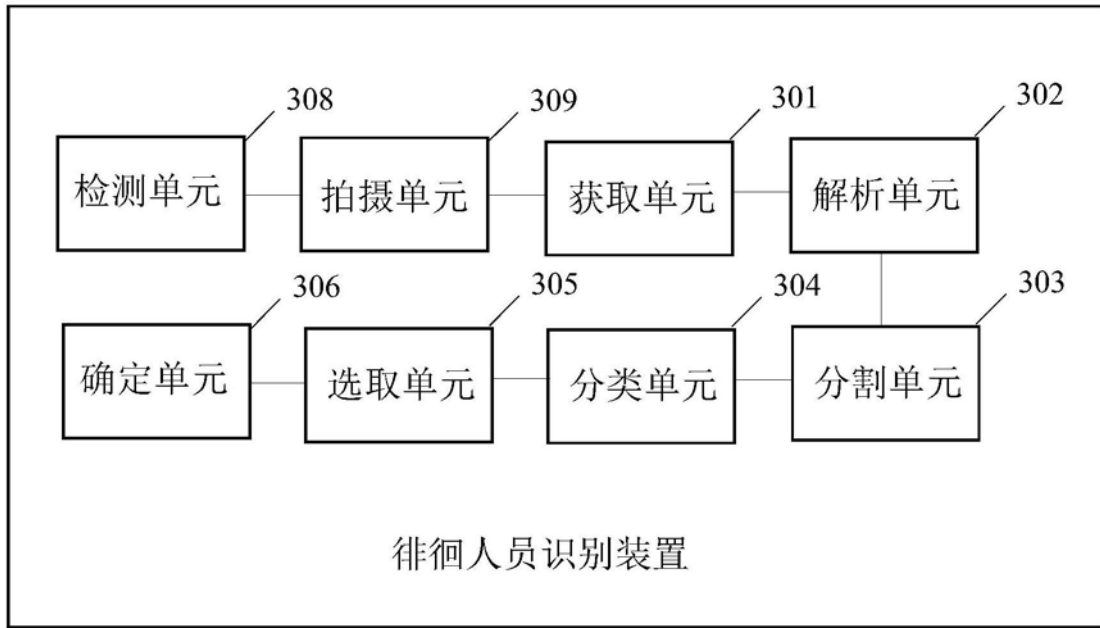 308
309
301
302
检测单元
拍摄单元
获取单元
解析单元
306
305
304
303
确定单元
选取单元
分类单元
分割单元
徘徊人员识别装置